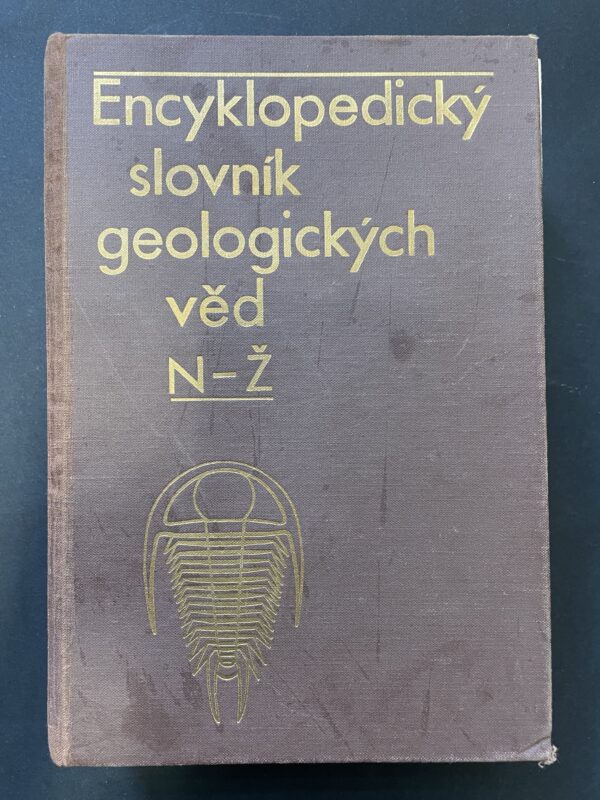 Encyklopedický
slovník
geologických
věd
N-Ž